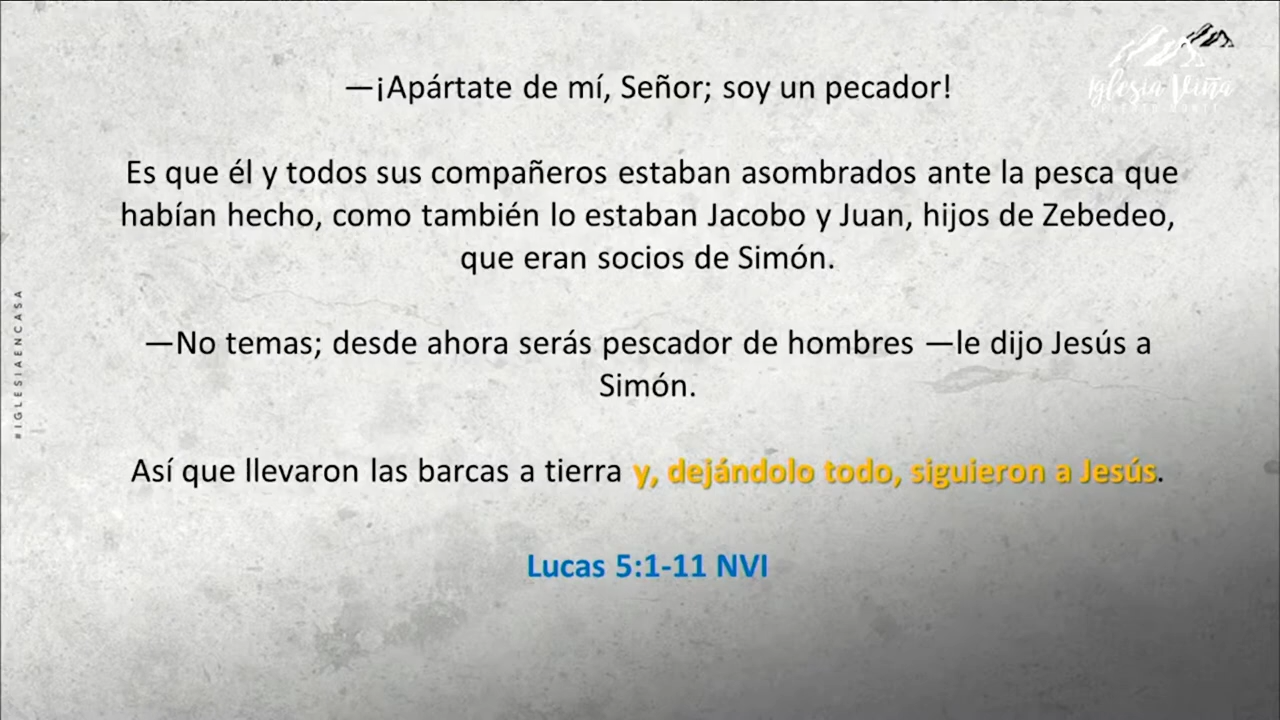 —¡Apártate de mí, Señor; soy un pecador!
Es que él y todos sus compañeros estaban asombrados ante la pesca que
habían hecho, como también lo estaban Jacobo y Juan, hijos de Zebedeo,
que eran socios de Simón.
—No temas; desde ahora serás pescador de hombres —le dijo Jesús a
Simón.
Así que llevaron las barcas a tierra y, dejándolo todo, siguieron a Jesús.
Lucas 5:1-11 NVI
Iglesia Viña
#IGLESIAENCASA